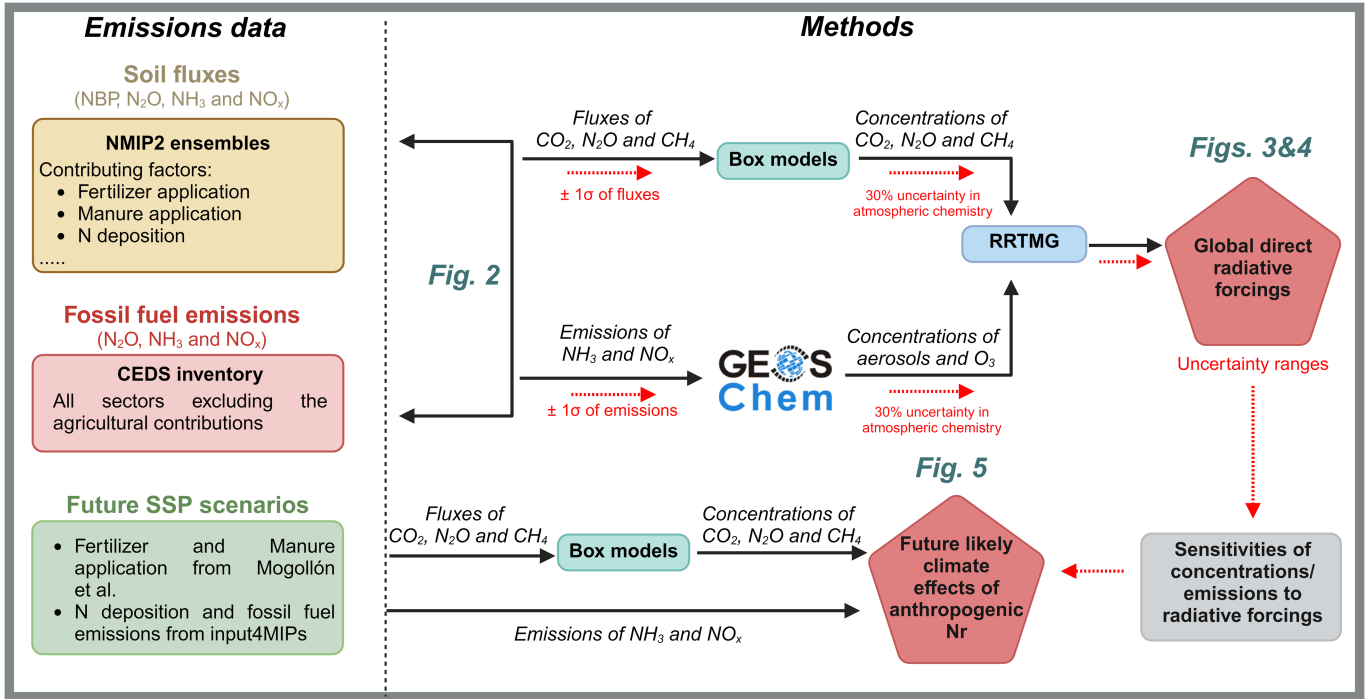 Emissions data
Methods
Soil fluxes
(NBP, N₂O, NH₃ and NOₓ)
NMIP2 ensembles
Contributing factors:
• Fertilizer application
• Manure application
• N deposition
.....
Fossil fuel emissions
(N₂O, NH₃ and NOₓ)
CEDS inventory
All sectors excluding the
agricultural contributions
Future SSP scenarios
• Fertilizer and Manure
application from Mogollón
et al.
• N deposition and fossil fuel
emissions from input4MIPs
Fig. 2
Fluxes of
CO₂, N₂O and CH₄
± 1σ of fluxes
Box models
Concentrations of
CO₂, N₂O and CH₄
30% uncertainty in
atmospheric chemistry
RRTMG
Figs. 3&4
Global direct
radiative
forcings
Emissions of
NH₃ and NOₓ
± 1σ of emissions
GEOS
Chem
Concentrations of
aerosols and O₃
30% uncertainty in
atmospheric chemistry
Uncertainty ranges
Fluxes of
CO₂, N₂O and CH₄
Box models
Concentrations of
CO₂, N₂O and CH₄
Emissions of NH₃ and NOₓ
Fig. 5
Future likely
climate
effects of
anthropogenic
Nr
Sensitivities of
concentrations/
emissions to
radiative forcings